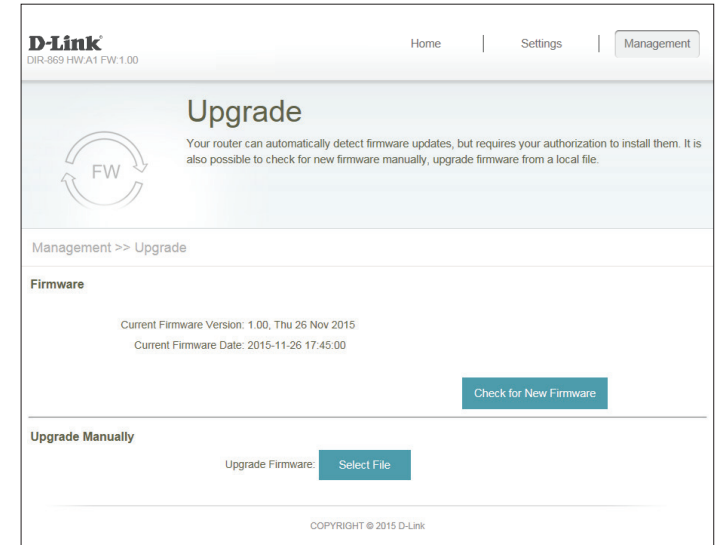 D-Link
DIR-869 HW:A1 FW:1.00
Home | Settings | Management
Upgrade
Your router can automatically detect firmware updates, but requires your authorization to install them. It is
also possible to check for new firmware manually, upgrade firmware from a local file.
FW
Management >> Upgrade
Firmware
Current Firmware Version: 1.00, Thu 26 Nov 2015
Current Firmware Date: 2015-11-26 17:45:00
Check for New Firmware
Upgrade Manually
Upgrade Firmware: Select File
COPYRIGHT © 2015 D-Link